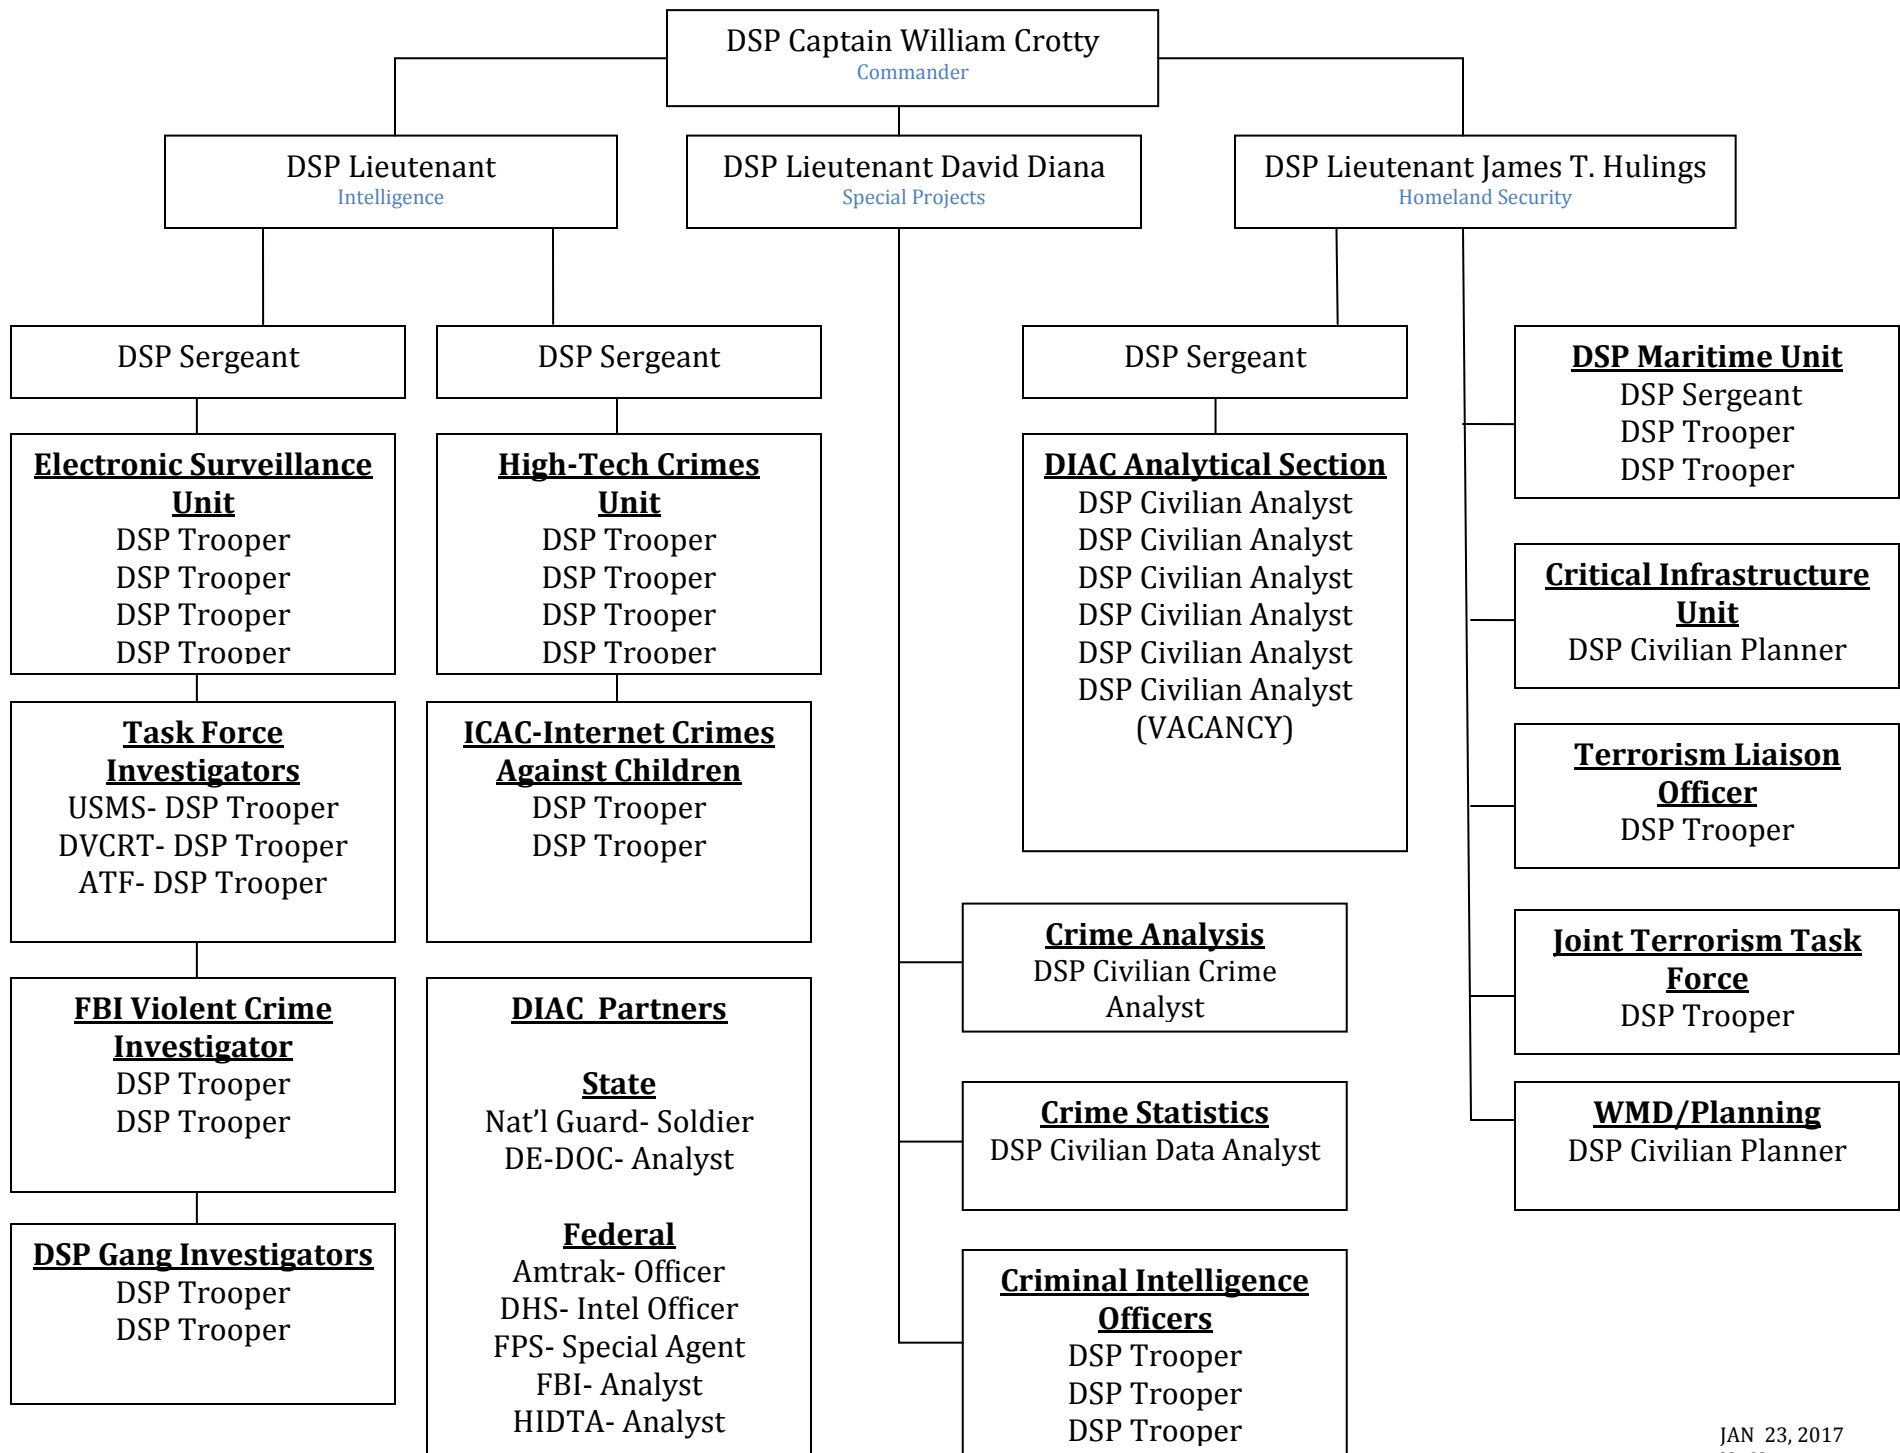 DSP Captain William Crotty
Commander
DSP Lieutenant
Intelligence
DSP Lieutenant David Diana
Special Projects
DSP Lieutenant James T. Hulings
Homeland Security
DSP Sergeant
Electronic Surveillance
Unit
DSP Trooper
DSP Trooper
DSP Trooper
DSP Trooper
Task Force
Investigators
USMS- DSP Trooper
DVCRT- DSP Trooper
ATF- DSP Trooper
FBI Violent Crime
Investigator
DSP Trooper
DSP Trooper
DSP Gang Investigators
DSP Trooper
DSP Trooper
DSP Sergeant
High-Tech Crimes
Unit
DSP Trooper
DSP Trooper
DSP Trooper
DSP Trooper
ICAC-Internet Crimes
Against Children
DSP Trooper
DSP Trooper
DIAC  Partners
State
Nat’l Guard- Soldier
DE-DOC- Analyst
Federal
Amtrak- Officer
DHS- Intel Officer
FPS- Special Agent
FBI- Analyst
HIDTA- Analyst
DSP Sergeant
DIAC Analytical Section
DSP Civilian Analyst
DSP Civilian Analyst
DSP Civilian Analyst
DSP Civilian Analyst
DSP Civilian Analyst
DSP Civilian Analyst
(VACANCY)
Crime Analysis
DSP Civilian Crime
Analyst
Crime Statistics
DSP Civilian Data Analyst
Criminal Intelligence
Officers
DSP Trooper
DSP Trooper
DSP Trooper
DSP Maritime Unit
DSP Sergeant
DSP Trooper
DSP Trooper
Critical Infrastructure
Unit
DSP Civilian Planner
Terrorism Liaison
Officer
DSP Trooper
Joint Terrorism Task
Force
DSP Trooper
WMD/Planning
DSP Civilian Planner
JAN  23, 2017